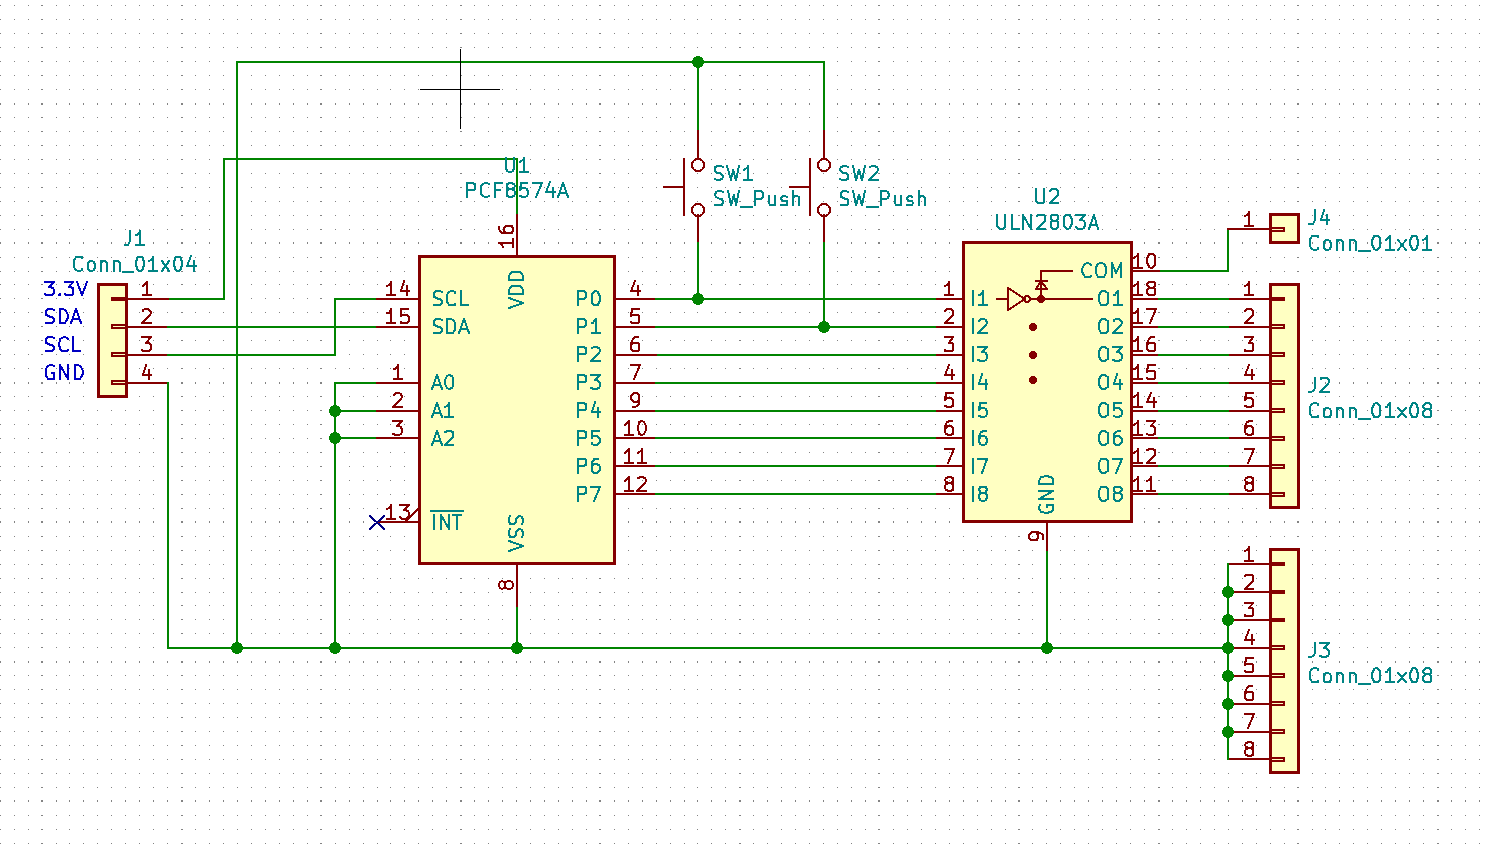 J1
Conn_01x04
3.3V 1
SDA 2
SCL 3
GND 4
U1
PCF8574A
16
VDD
14 SCL
15 SDA
1 A0
2 A1
3 A2
13 INT
VSS
8
P0 4
P1 5
P2 6
P3 7
P4 9
P5 10
P6 11
P7 12
SW1
SW_Push
SW2
SW_Push
U2
ULN2803A
1 I1
2 I2
3 I3
4 I4
5 I5
6 I6
7 I7
8 I8
COM 10
O1 18
O2 17
O3 16
O4 15
O5 14
O6 13
O7 12
O8 11
GND
9
1
J4
Conn_01x01
1
2
3
4
5
6
7
8
J2
Conn_01x08
1
2
3
4
5
6
7
8
J3
Conn_01x08